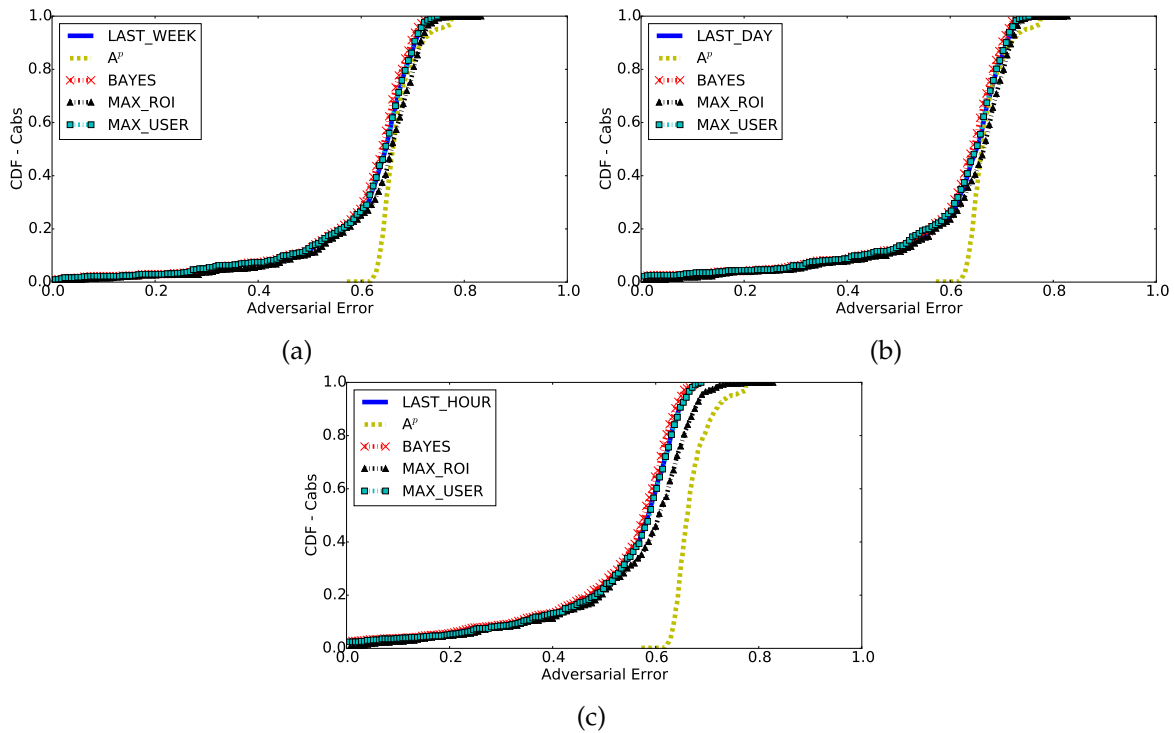 1.0
0.8
0.6
0.4
0.2
0.0
CDF - Cabs
LAST_WEEK
Aᵖ
BAYES
MAX_ROI
MAX_USER
0.0 0.2 0.4 0.6 0.8 1.0
Adversarial Error
(a)
1.0
0.8
0.6
0.4
0.2
0.0
CDF - Cabs
LAST_DAY
Aᵖ
BAYES
MAX_ROI
MAX_USER
0.0 0.2 0.4 0.6 0.8 1.0
Adversarial Error
(b)
1.0
0.8
0.6
0.4
0.2
0.0
CDF - Cabs
LAST_HOUR
Aᵖ
BAYES
MAX_ROI
MAX_USER
0.0 0.2 0.4 0.6 0.8 1.0
Adversarial Error
(c)